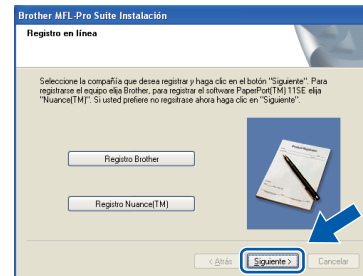 Brother MFL-Pro Suite Instalación
Registro en línea
Seleccione la compañía que desea registrar y haga clic en el botón "Siguiente". Para
registrarse el equipo elija Brother, para registrar el software PaperPort(TM) 11SE elija
"Nuance(TM)". Si usted prefiere no registrase ahora haga clic en "Siguiente".
Registro Brother
Registro Nuance(TM)
< Atrás
Siguiente >
Cancelar